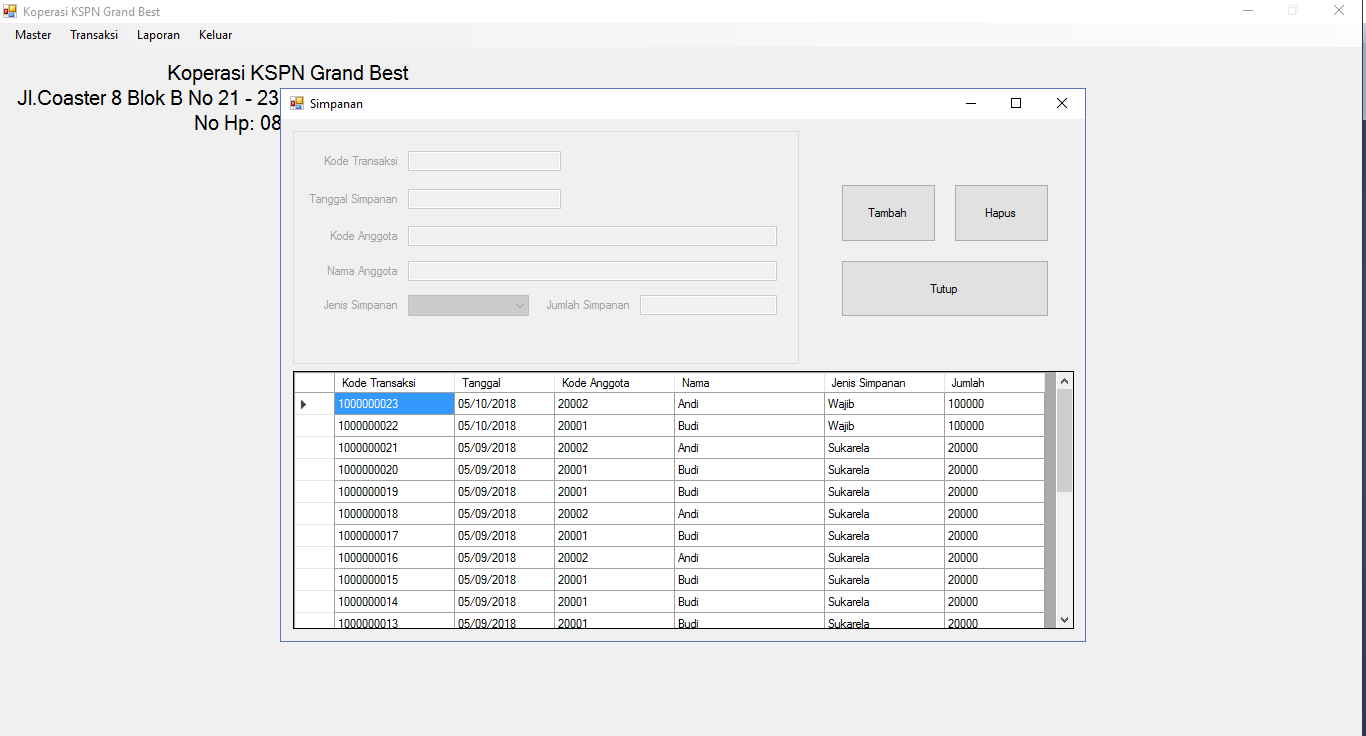 Koperasi KSPN Grand Best
Master Transaksi Laporan Keluar
Koperasi KSPN Grand Best
Jl.Coaster 8 Blok B No 21 - 23
No Hp: 08
Simpanan
Kode Transaksi
Tanggal Simpanan
Kode Anggota
Nama Anggota
Jenis Simpanan Jumlah Simpanan
Tambah Hapus
Tutup
Kode Transaksi Tanggal Kode Anggota Nama Jenis Simpanan Jumlah
1000000023 05/10/2018 20002 Andi Wajib 100000
1000000022 05/10/2018 20001 Budi Wajib 100000
1000000021 05/09/2018 20002 Andi Sukarela 20000
1000000020 05/09/2018 20001 Budi Sukarela 20000
1000000019 05/09/2018 20001 Budi Sukarela 20000
1000000018 05/09/2018 20002 Andi Sukarela 20000
1000000017 05/09/2018 20001 Budi Sukarela 20000
1000000016 05/09/2018 20002 Andi Sukarela 20000
1000000015 05/09/2018 20001 Budi Sukarela 20000
1000000014 05/09/2018 20001 Budi Sukarela 20000
1000000013 05/09/2018 20001 Budi Sukarela 20000